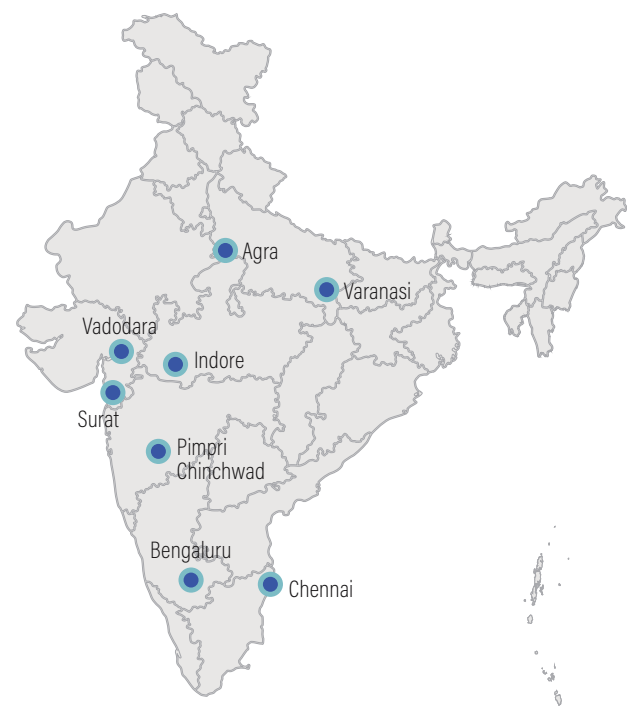 Agra
Varanasi
Vadodara
Indore
Surat
Pimpri
Chinchwad
Bengaluru
Chennai